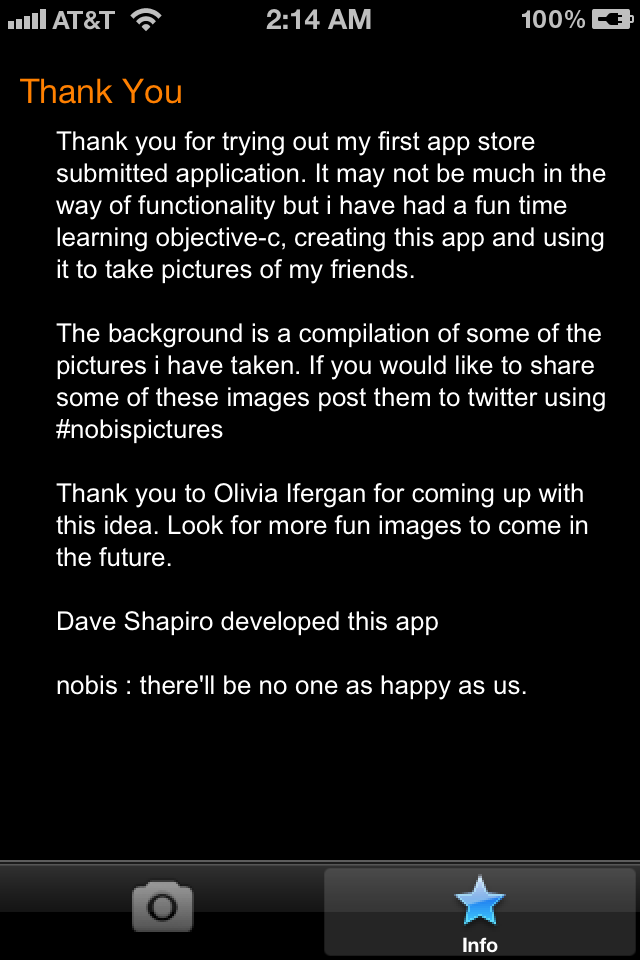 AT&T 2:14 AM 100%
Thank You
Thank you for trying out my first app store
submitted application. It may not be much in the
way of functionality but i have had a fun time
learning objective-c, creating this app and using
it to take pictures of my friends.
The background is a compilation of some of the
pictures i have taken. If you would like to share
some of these images post them to twitter using
#nobispictures
Thank you to Olivia Ifergan for coming up with
this idea. Look for more fun images to come in
the future.
Dave Shapiro developed this app
nobis : there'll be no one as happy as us.
Info